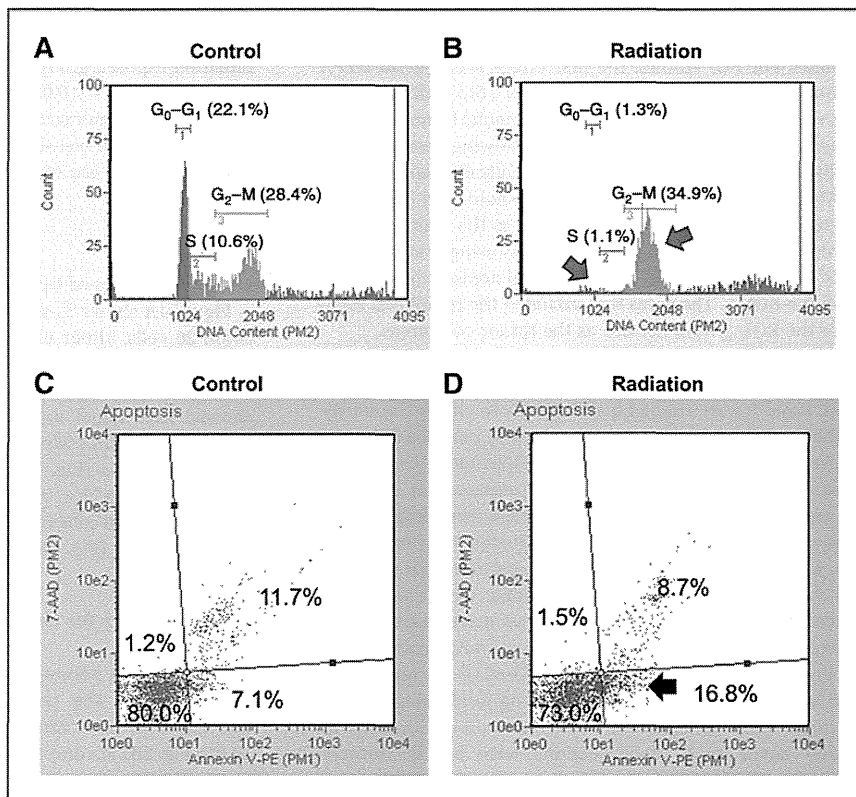 A Control
100
75
50
25
0
Count
G₀–G₁ (22.1%)
1
G₂–M (28.4%)
3
S (10.6%)
2
0 1024 2048 3071 4095
DNA Content (PM2)
B Radiation
100
75
50
25
0
Count
G₀–G₁ (1.3%)
1
G₂–M (34.9%)
3
S (1.1%)
2
0 1024 2048 3071 4095
DNA Content (PM2)
C Control
Apoptosis
10e4
10e3
10e2
10e1
10e0
7-AAD (PM2)
11.7%
1.2%
7.1%
80.0%
10e0 10e1 10e2 10e3 10e4
Annexin V-PE (PM1)
D Radiation
Apoptosis
10e4
10e3
10e2
10e1
10e0
7-AAD (PM2)
8.7%
1.5%
16.8%
73.0%
10e0 10e1 10e2 10e3 10e4
Annexin V-PE (PM1)